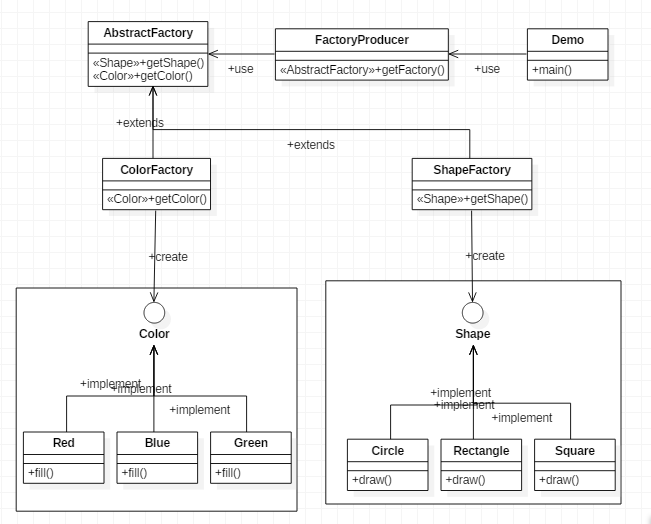 AbstractFactory
«Shape»+getShape()
«Color»+getColor()
+use
FactoryProducer
«AbstractFactory»+getFactory()
+use
Demo
+main()
+extends
+extends
ColorFactory
«Color»+getColor()
ShapeFactory
«Shape»+getShape()
+create
+create
Color
+implement
+implement
+implement
Red
+fill()
Blue
+fill()
Green
+fill()
Shape
+implement
+implement
+implement
Circle
+draw()
Rectangle
+draw()
Square
+draw()